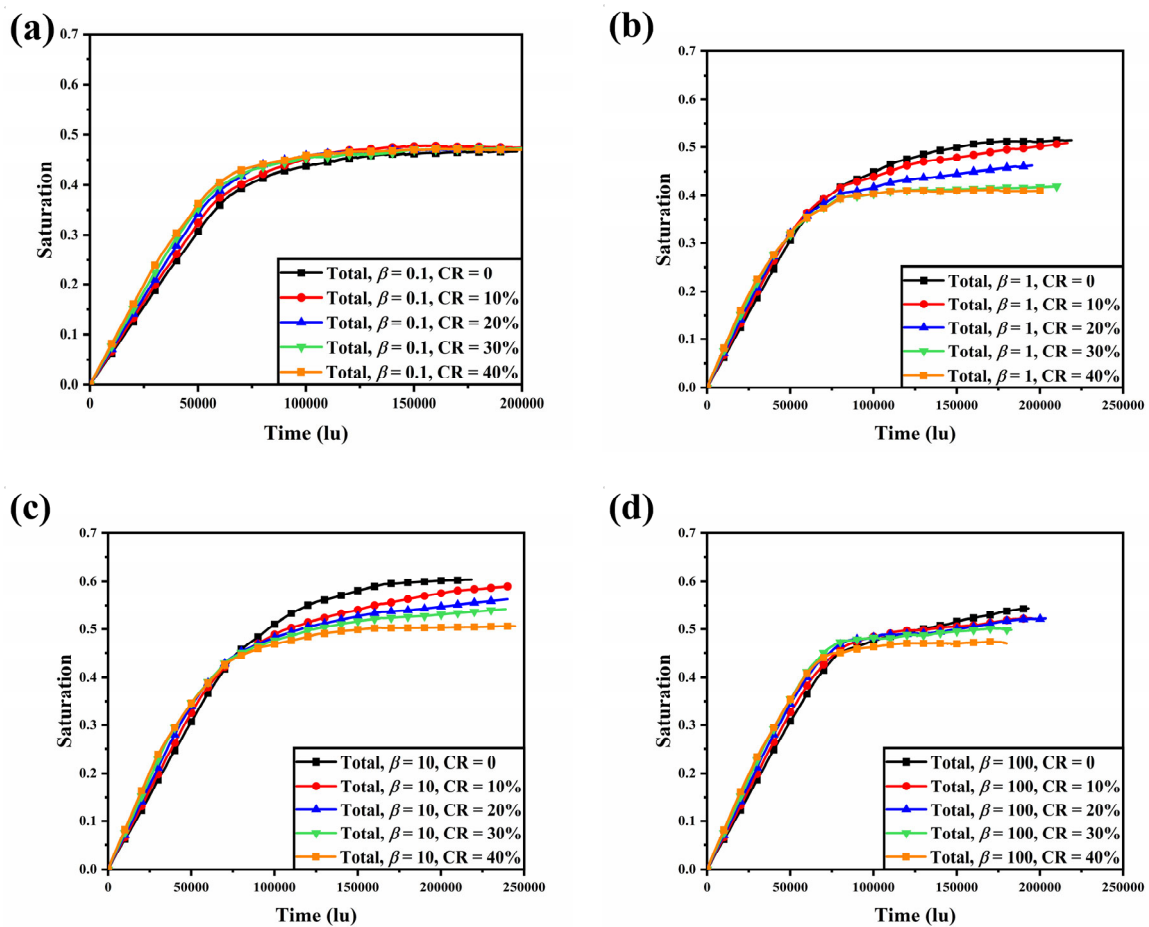 (a)
Saturation
0.7
0.6
0.5
0.4
0.3
0.2
0.1
0.0
Total, β = 0.1, CR = 0
Total, β = 0.1, CR = 10%
Total, β = 0.1, CR = 20%
Total, β = 0.1, CR = 30%
Total, β = 0.1, CR = 40%
0 50000 100000 150000 200000
Time (lu)
(b)
Saturation
0.7
0.6
0.5
0.4
0.3
0.2
0.1
0.0
Total, β = 1, CR = 0
Total, β = 1, CR = 10%
Total, β = 1, CR = 20%
Total, β = 1, CR = 30%
Total, β = 1, CR = 40%
0 50000 100000 150000 200000 250000
Time (lu)
(c)
Saturation
0.7
0.6
0.5
0.4
0.3
0.2
0.1
0.0
Total, β = 10, CR = 0
Total, β = 10, CR = 10%
Total, β = 10, CR = 20%
Total, β = 10, CR = 30%
Total, β = 10, CR = 40%
0 50000 100000 150000 200000 250000
Time (lu)
(d)
Saturation
0.7
0.6
0.5
0.4
0.3
0.2
0.1
0.0
Total, β = 100, CR = 0
Total, β = 100, CR = 10%
Total, β = 100, CR = 20%
Total, β = 100, CR = 30%
Total, β = 100, CR = 40%
0 50000 100000 150000 200000 250000
Time (lu)